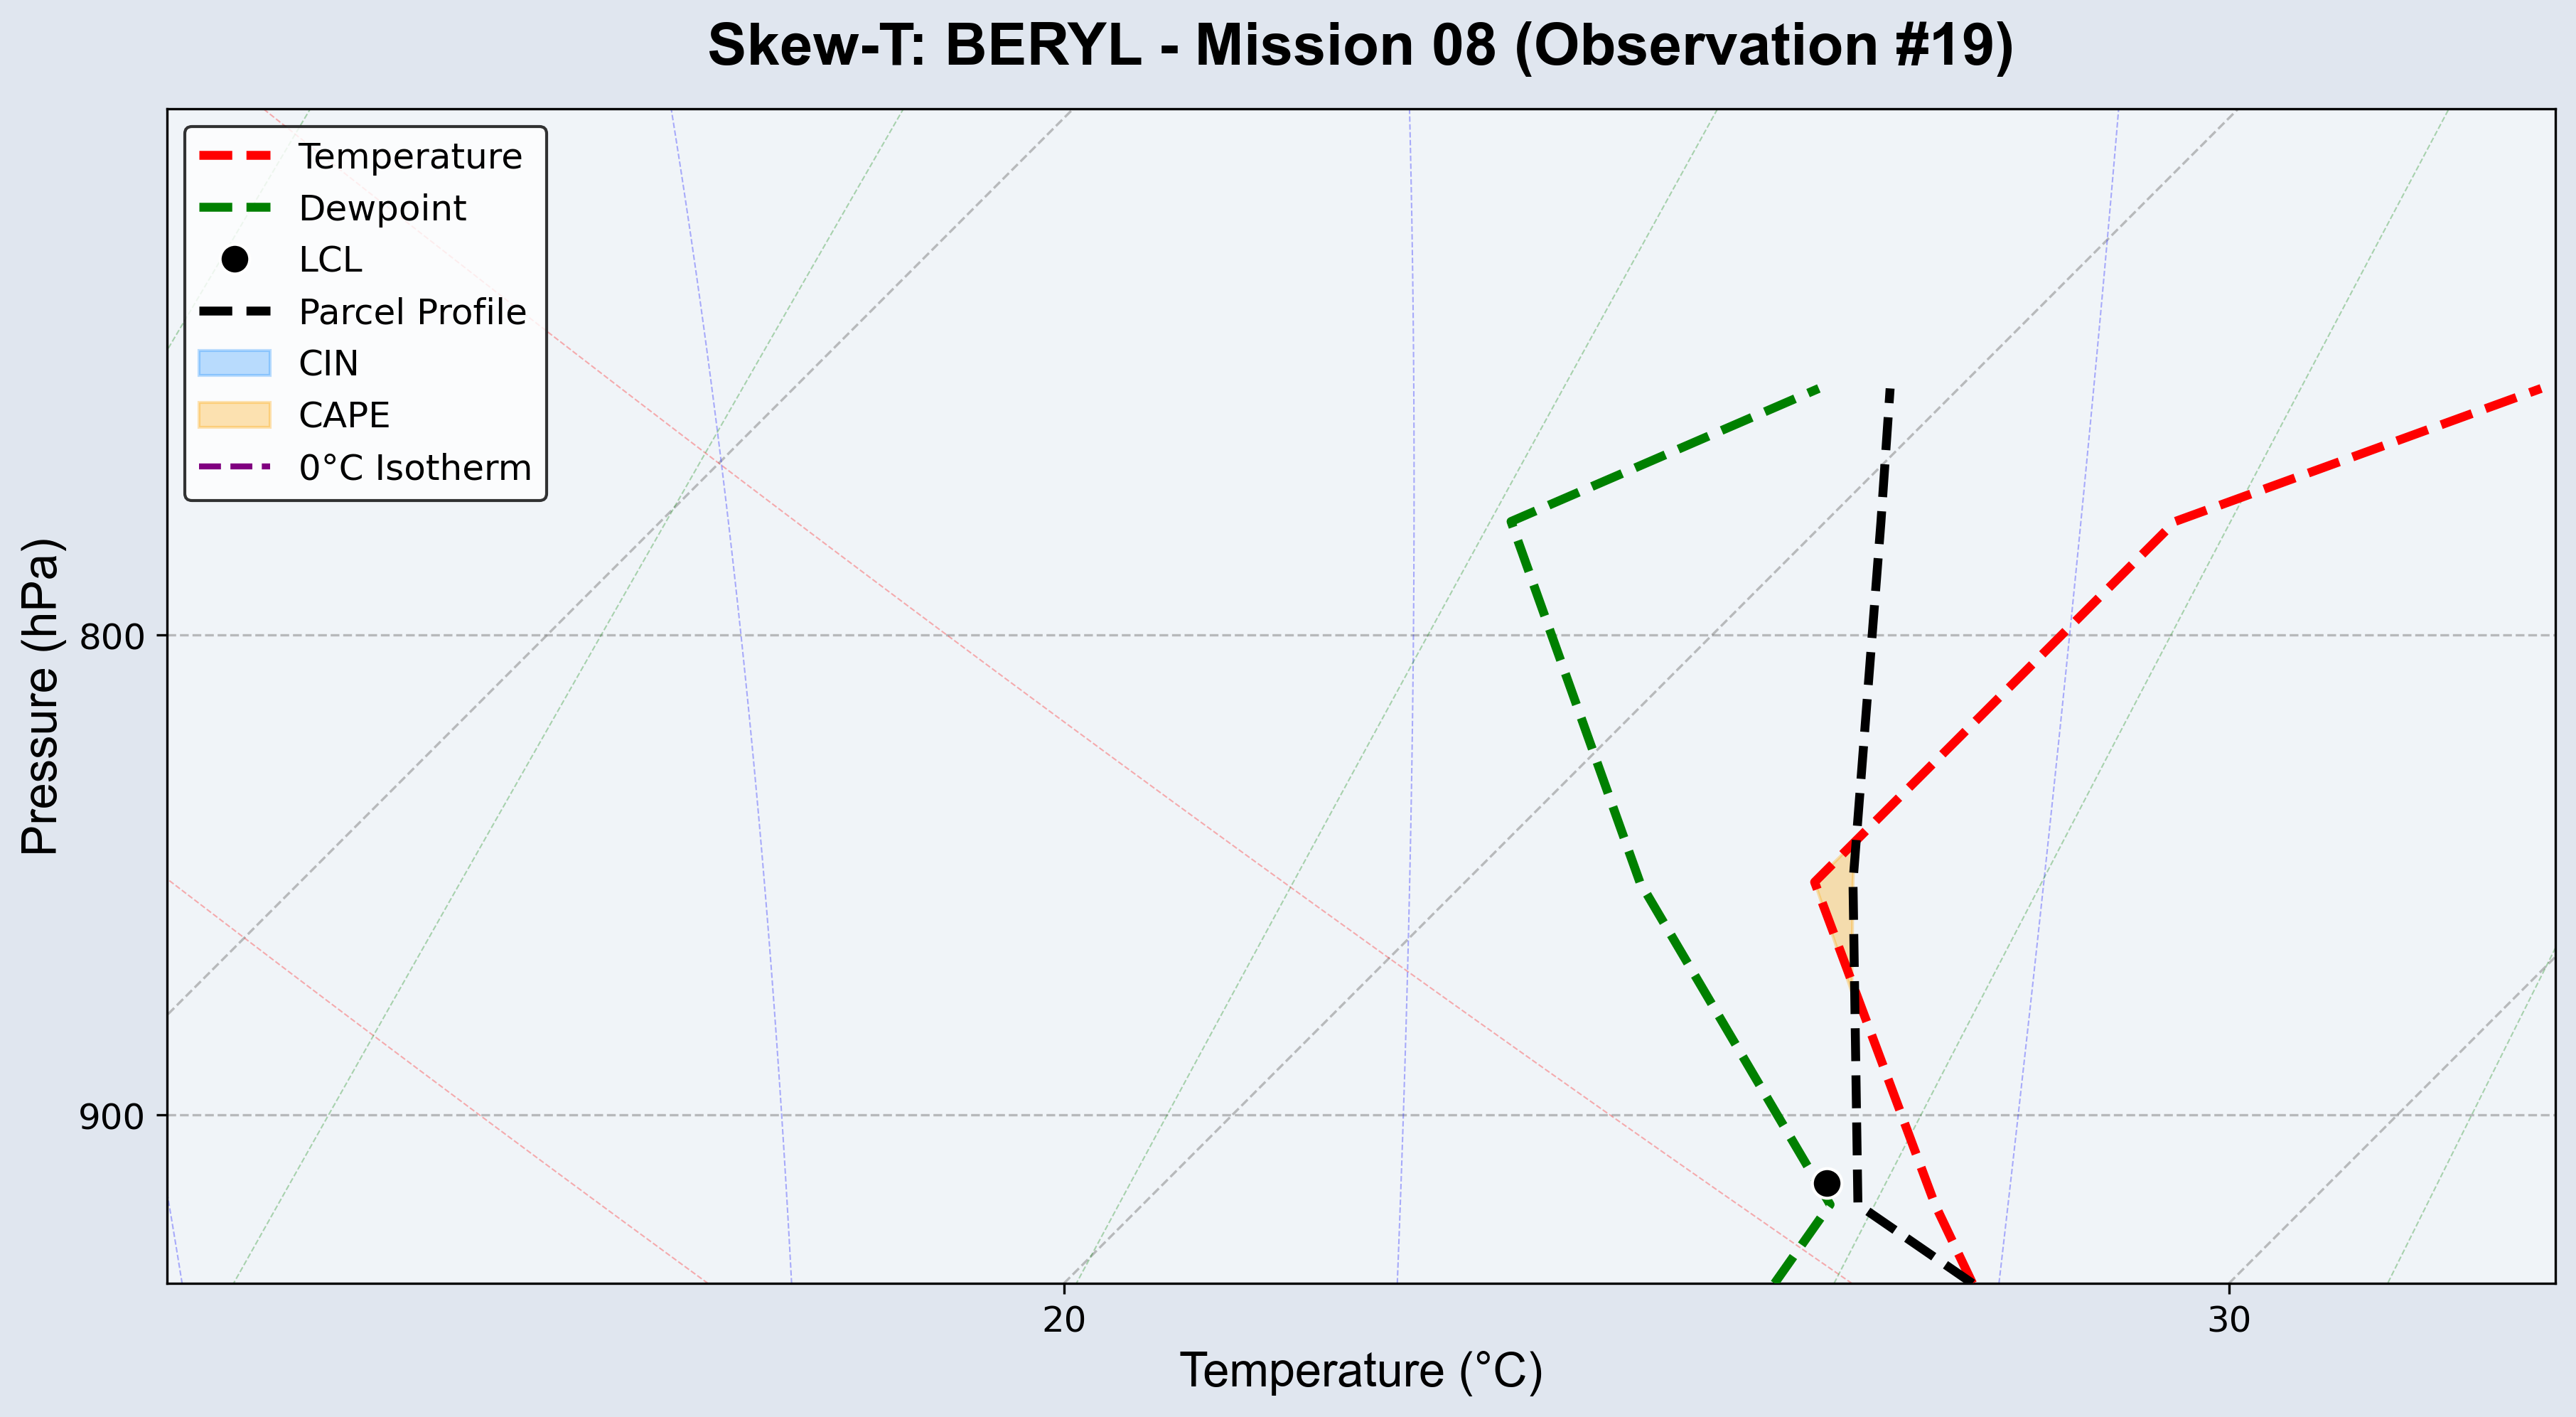 Skew-T: BERYL - Mission 08 (Observation #19)
Temperature
Dewpoint
LCL
Parcel Profile
CIN
CAPE
0°C Isotherm
Pressure (hPa)
800
900
20
30
Temperature (°C)